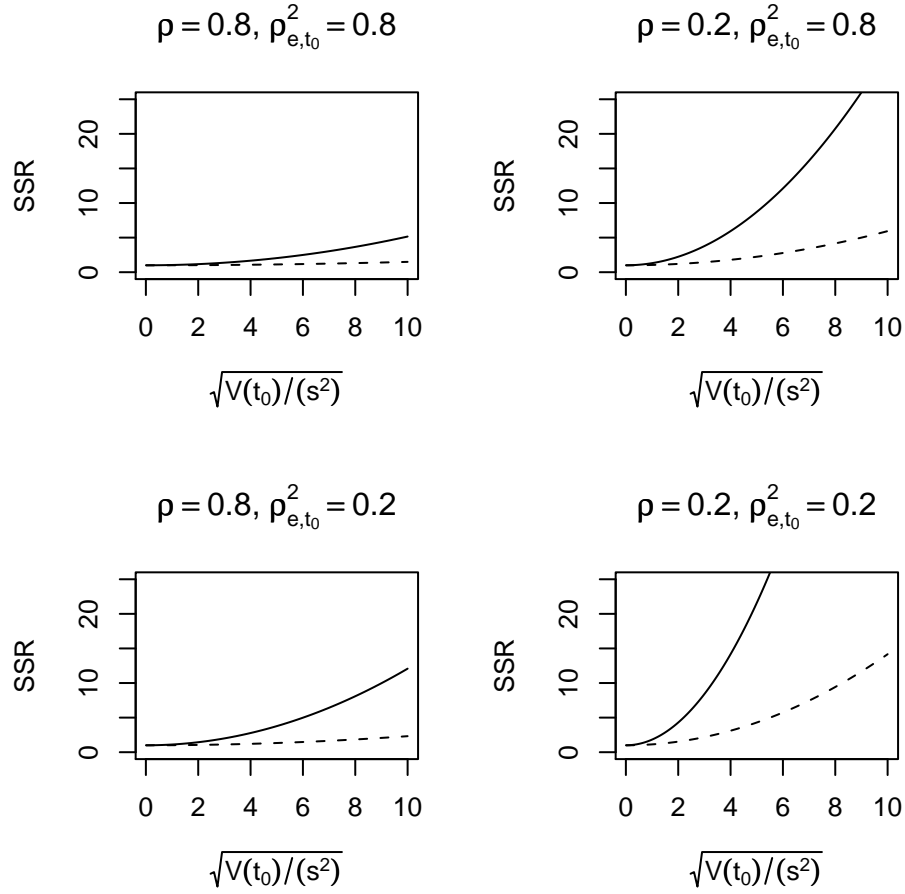 ρ = 0.8, ρ²ₑ,ₜ₀ = 0.8
SSR
0 10 20
0 2 4 6 8 10
√V(t₀)/(s²)
ρ = 0.2, ρ²ₑ,ₜ₀ = 0.8
SSR
0 10 20
0 2 4 6 8 10
√V(t₀)/(s²)
ρ = 0.8, ρ²ₑ,ₜ₀ = 0.2
SSR
0 10 20
0 2 4 6 8 10
√V(t₀)/(s²)
ρ = 0.2, ρ²ₑ,ₜ₀ = 0.2
SSR
0 10 20
0 2 4 6 8 10
√V(t₀)/(s²)